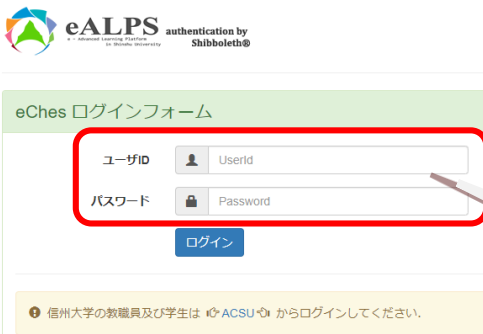 eALPS authentication by
e - Advanced Learning Platform
in Shinshu University
Shibboleth®
eChes ログインフォーム
ユーザID UserId
パスワード Password
ログイン
信州大学の教職員及び学生は ACSU からログインしてください.